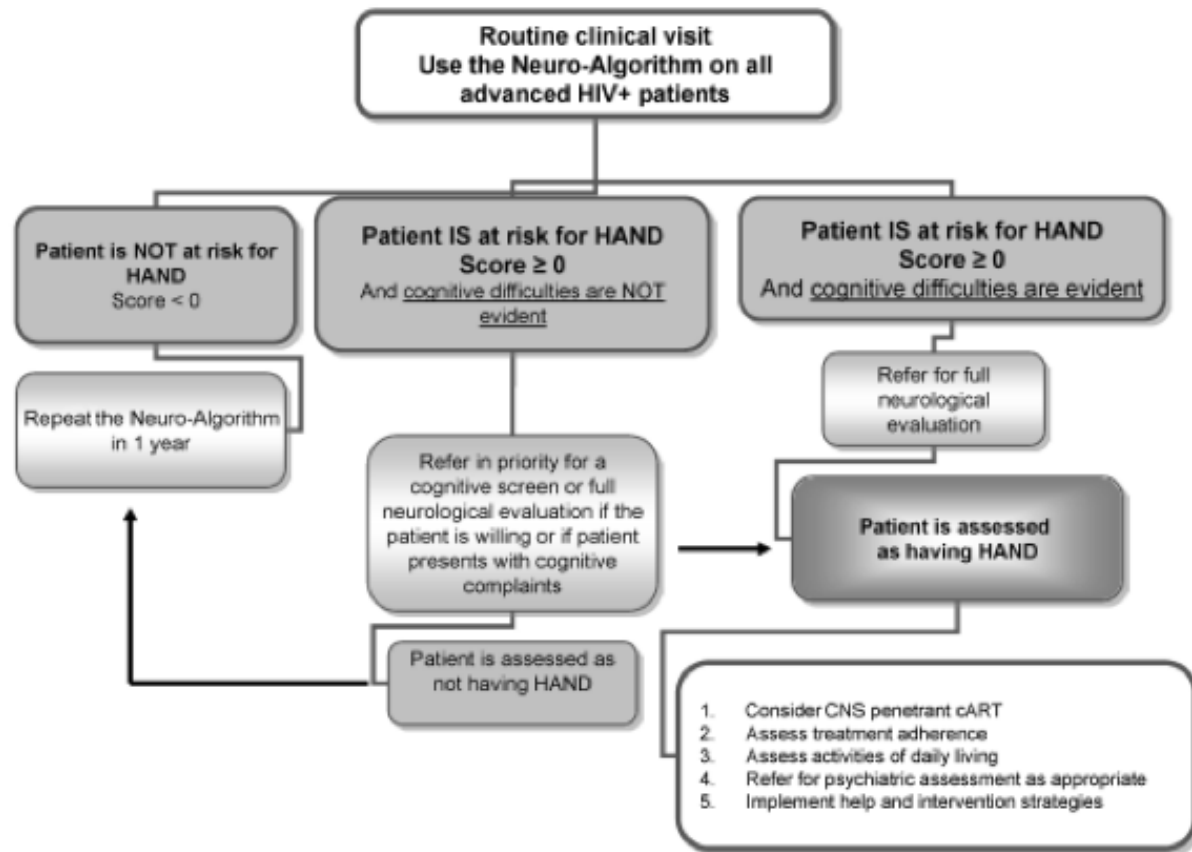 Routine clinical visit
Use the Neuro-Algorithm on all
advanced HIV+ patients
Patient is NOT at risk for
HAND
Score < 0
Patient IS at risk for HAND
Score ≥ 0
And cognitive difficulties are NOT
evident
Patient IS at risk for HAND
Score ≥ 0
And cognitive difficulties are evident
Repeat the Neuro-Algorithm
in 1 year
Refer in priority for a
cognitive screen or full
neurological evaluation if the
patient is willing or if patient
presents with cognitive
complaints
Refer for full
neurological
evaluation
Patient is assessed
as having HAND
Patient is assessed as
not having HAND
1. Consider CNS penetrant cART
2. Assess treatment adherence
3. Assess activities of daily living
4. Refer for psychiatric assessment as appropriate
5. Implement help and intervention strategies